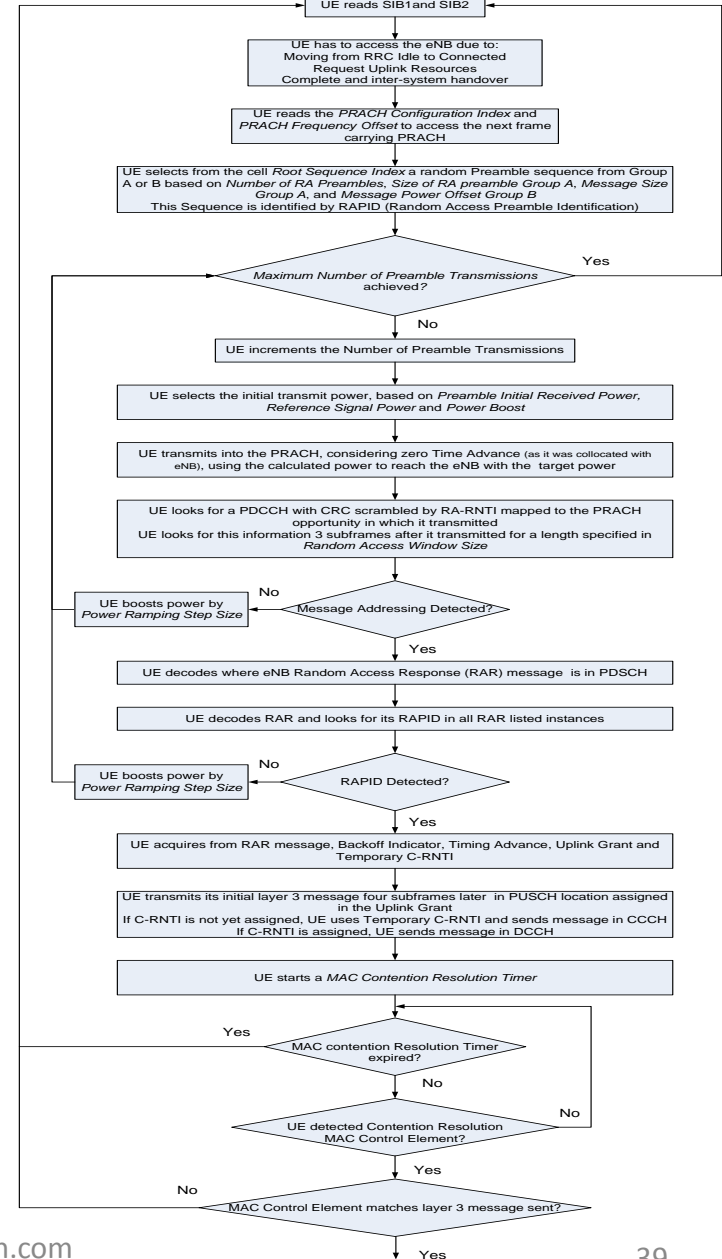 UE reads SIB1and SIB2
UE has to access the eNB due to:
Moving from RRC Idle to Connected
Request Uplink Resources
Complete and inter-system handover
UE reads the PRACH Configuration Index and
PRACH Frequency Offset to access the next frame
carrying PRACH
UE selects from the cell Root Sequence Index a random Preamble sequence from Group
A or B based on Number of RA Preambles, Size of RA preamble Group A, Message Size
Group A, and Message Power Offset Group B
This Sequence is identified by RAPID (Random Access Preamble Identification)
Maximum Number of Preamble Transmissions
achieved?
Yes
No
UE increments the Number of Preamble Transmissions
UE selects the initial transmit power, based on Preamble Initial Received Power,
Reference Signal Power and Power Boost
UE transmits into the PRACH, considering zero Time Advance (as it was collocated with
eNB), using the calculated power to reach the eNB with the target power
UE looks for a PDCCH with CRC scrambled by RA-RNTI mapped to the PRACH
opportunity in which it transmitted
UE looks for this information 3 subframes after it transmitted for a length specified in
Random Access Window Size
UE boosts power by
Power Ramping Step Size
No
Message Addressing Detected?
Yes
UE decodes where eNB Random Access Response (RAR) message is in PDSCH
UE decodes RAR and looks for its RAPID in all RAR listed instances
UE boosts power by
Power Ramping Step Size
No
RAPID Detected?
Yes
UE acquires from RAR message, Backoff Indicator, Timing Advance, Uplink Grant and
Temporary C-RNTI
UE transmits its initial layer 3 message four subframes later in PUSCH location assigned
in the Uplink Grant
If C-RNTI is not yet assigned, UE uses Temporary C-RNTI and sends message in CCCH
If C-RNTI is assigned, UE sends message in DCCH
UE starts a MAC Contention Resolution Timer
Yes
MAC contention Resolution Timer
expired?
No
UE detected Contention Resolution
MAC Control Element?
No
Yes
No
MAC Control Element matches layer 3 message sent?
Yes
n.com
39